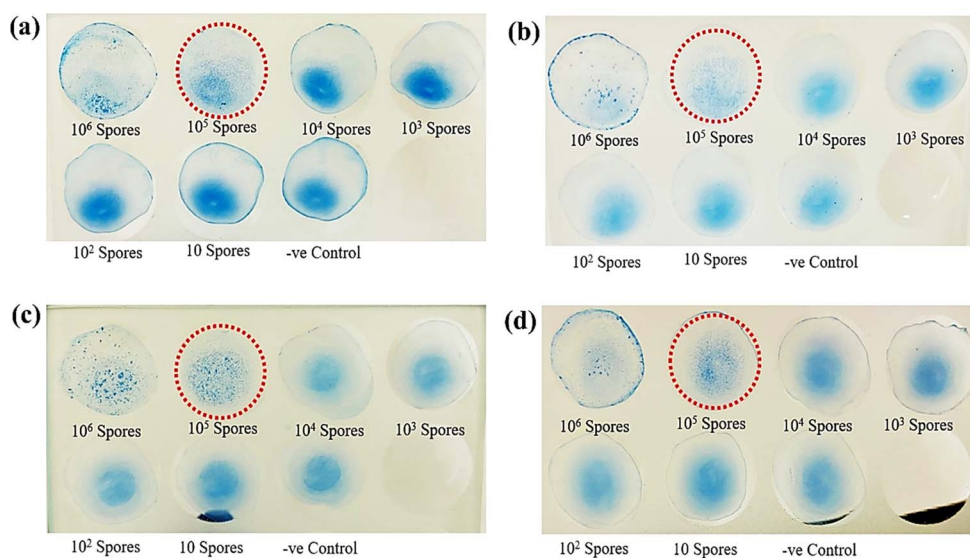 (a)
10⁶ Spores 10⁵ Spores 10⁴ Spores 10³ Spores
10² Spores 10 Spores -ve Control
(b)
10⁶ Spores 10⁵ Spores 10⁴ Spores 10³ Spores
10² Spores 10 Spores -ve Control
(c)
10⁶ Spores 10⁵ Spores 10⁴ Spores 10³ Spores
10² Spores 10 Spores -ve Control
(d)
10⁶ Spores 10⁵ Spores 10⁴ Spores 10³ Spores
10² Spores 10 Spores -ve Control